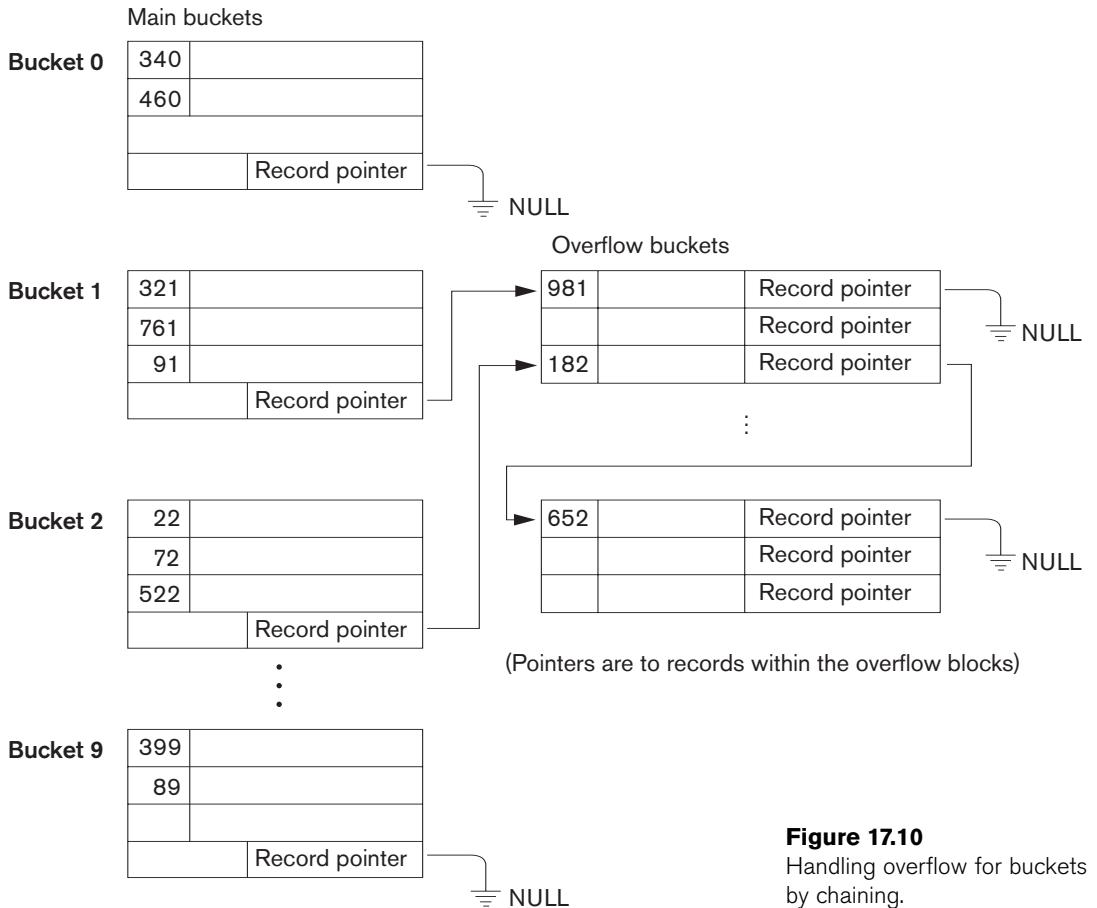 Main buckets
Bucket 0
340
460
Record pointer
NULL
Overflow buckets
Bucket 1
321
761
91
Record pointer
981
Record pointer
Record pointer
182
Record pointer
NULL
Bucket 2
22
72
522
Record pointer
652
Record pointer
Record pointer
Record pointer
NULL
(Pointers are to records within the overflow blocks)
Bucket 9
399
89
Record pointer
NULL
Figure 17.10
Handling overflow for buckets
by chaining.